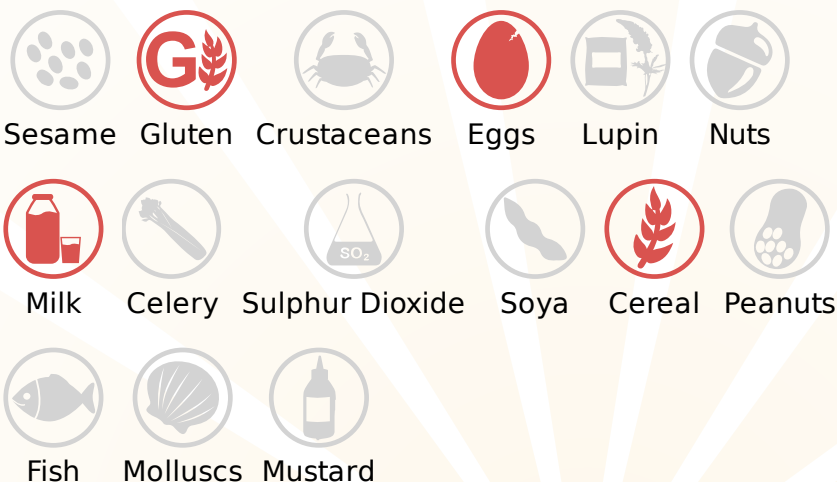 G
Sesame Gluten Crustaceans Eggs Lupin Nuts
SO₂
Milk Celery Sulphur Dioxide Soya Cereal Peanuts
Fish Molluscs Mustard